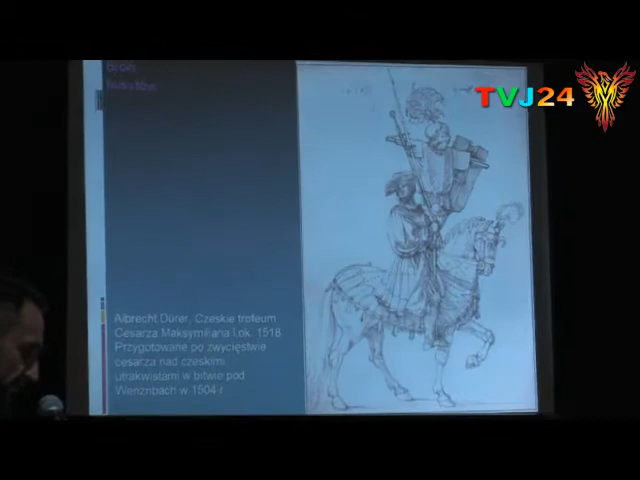 Broń
husytów
TVJ24
Albrecht Dürer, Czeskie trofeum
Cesarza Maksymiliana I,ok. 1518
Przygotowane po zwycięstwie
cesarza nad czeskimi
utrakwistami w bitwie pod
Wenznbach w 1504 r